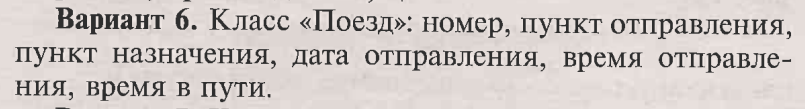 Вариант 6. Класс «Поезд»: номер, пункт отправления,
пункт назначения, дата отправления, время отправле-
ния, время в пути.